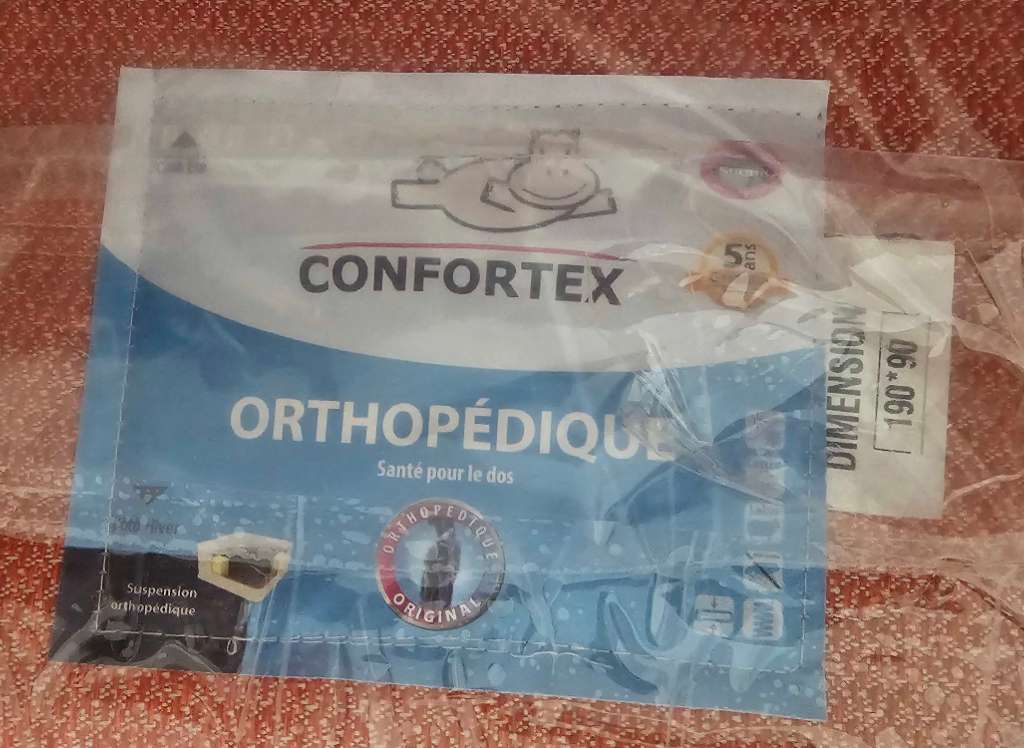 CONFORTEX
5
ans
ORTHOPÉDIQUE
Santé pour le dos
ORTHOPEDIQUE
ORIGINAL
Suspension
orthopédique
DIMENSION
190*90